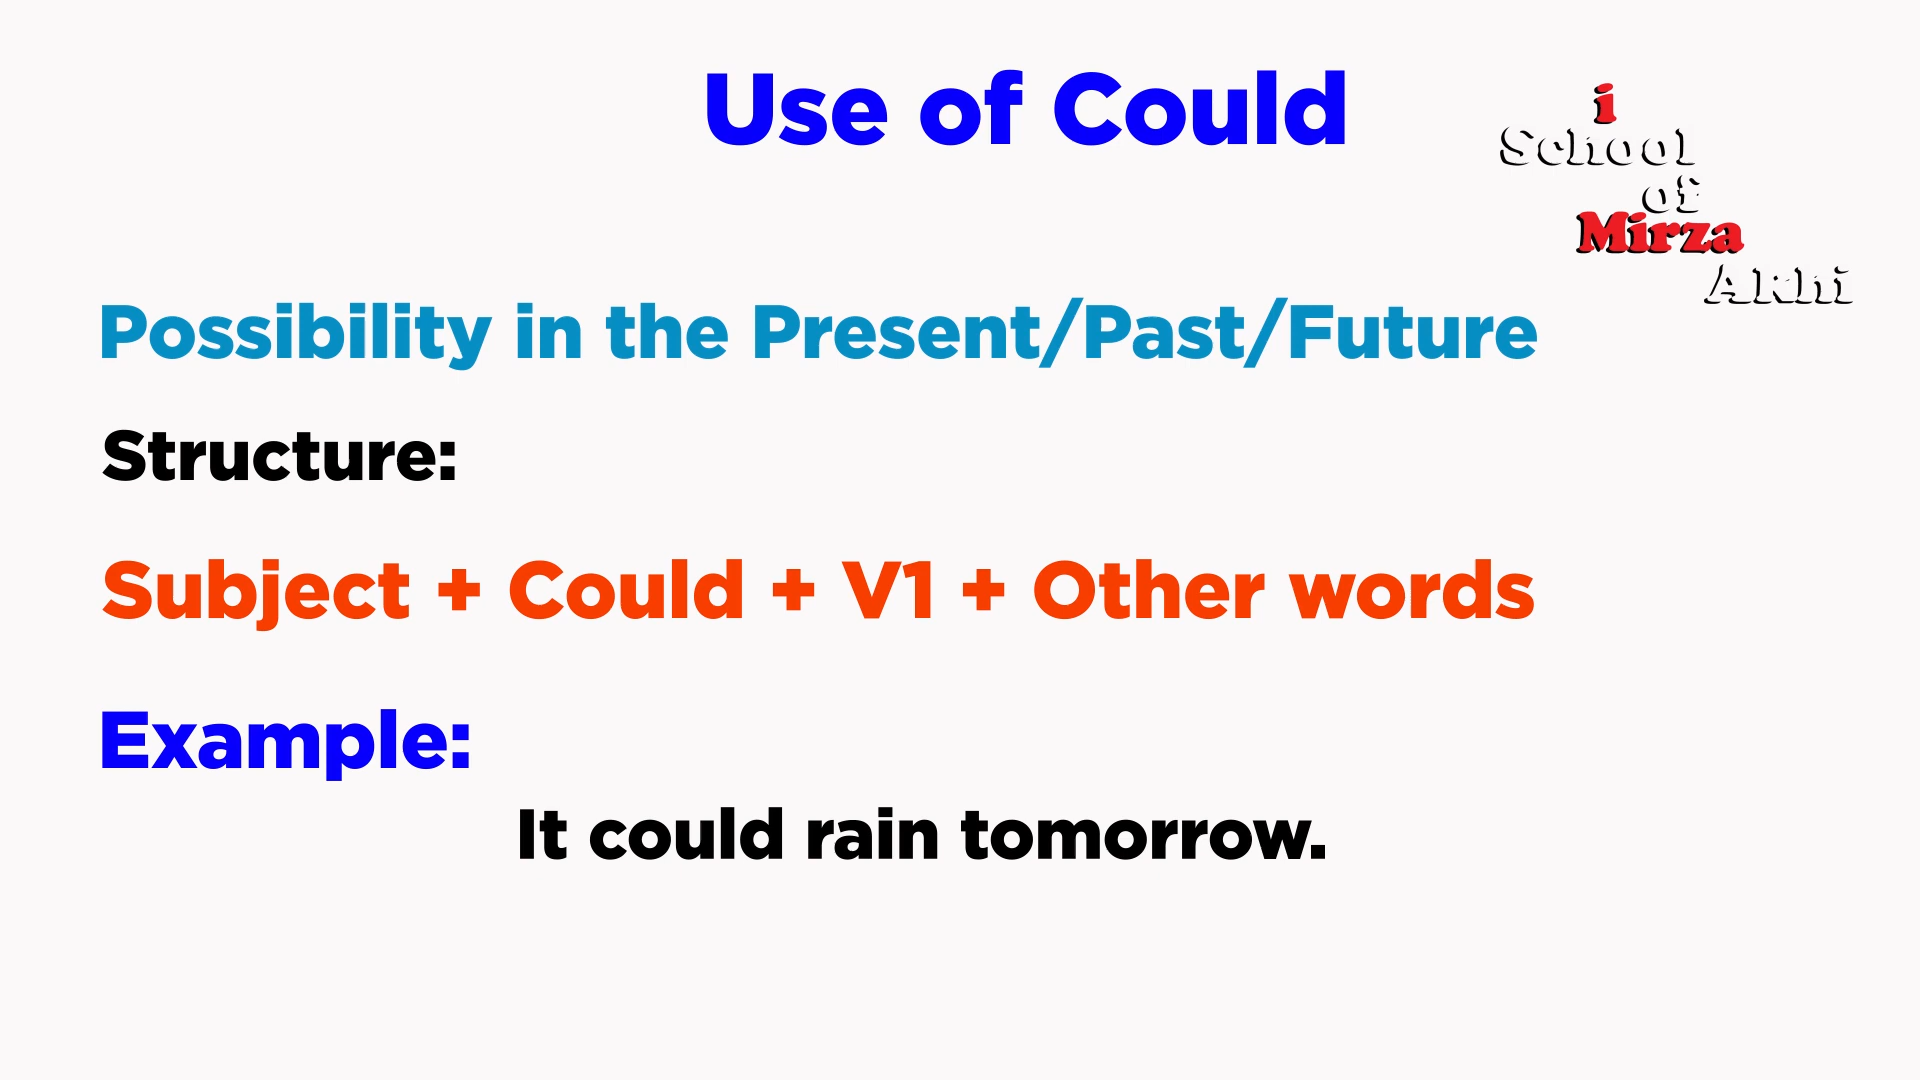 Use of Could
i
School
of
Mirza
Akhi
Possibility in the Present/Past/Future
Structure:
Subject + Could + V1 + Other words
Example:
It could rain tomorrow.